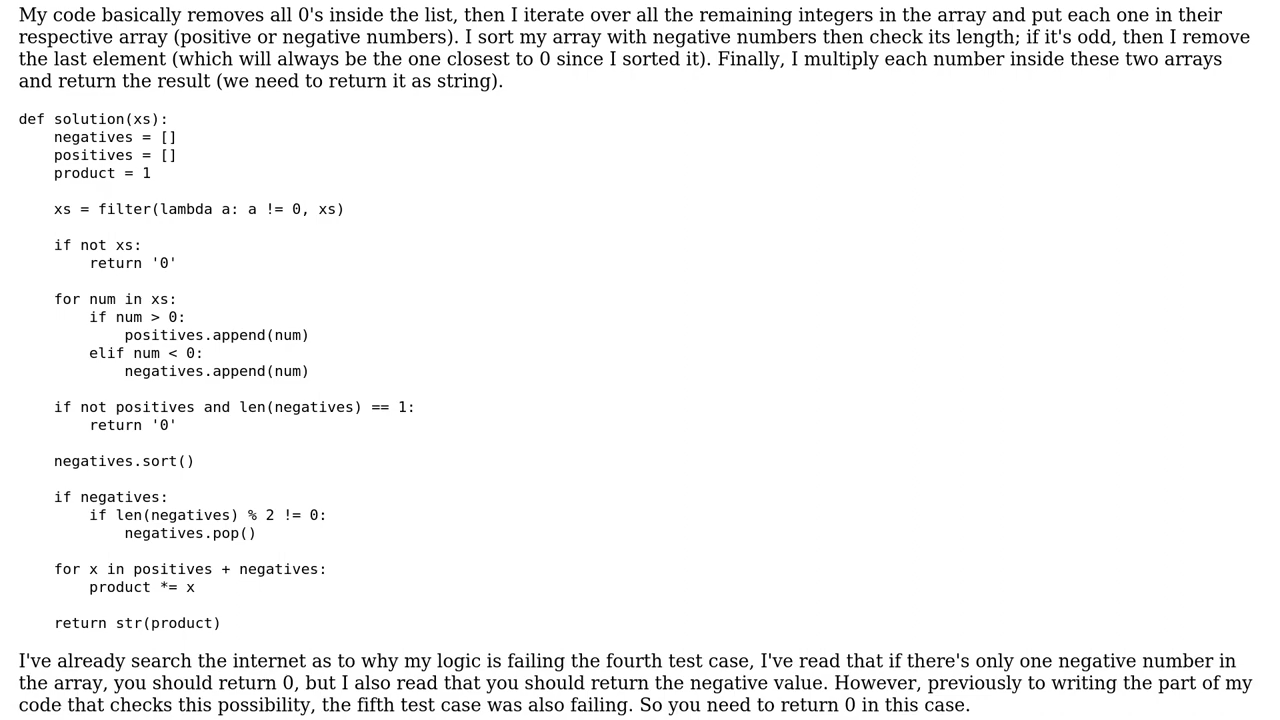 My code basically removes all 0's inside the list, then I iterate over all the remaining integers in the array and put each one in their
respective array (positive or negative numbers). I sort my array with negative numbers then check its length; if it's odd, then I remove
the last element (which will always be the one closest to 0 since I sorted it). Finally, I multiply each number inside these two arrays
and return the result (we need to return it as string).
def solution(xs):
    negatives = []
    positives = []
    product = 1
    xs = filter(lambda a: a != 0, xs)
    if not xs:
        return '0'
    for num in xs:
        if num > 0:
            positives.append(num)
        elif num < 0:
            negatives.append(num)
    if not positives and len(negatives) == 1:
        return '0'
    negatives.sort()
    if negatives:
        if len(negatives) % 2 != 0:
            negatives.pop()
    for x in positives + negatives:
        product *= x
    return str(product)
I've already search the internet as to why my logic is failing the fourth test case, I've read that if there's only one negative number in
the array, you should return 0, but I also read that you should return the negative value. However, previously to writing the part of my
code that checks this possibility, the fifth test case was also failing. So you need to return 0 in this case.